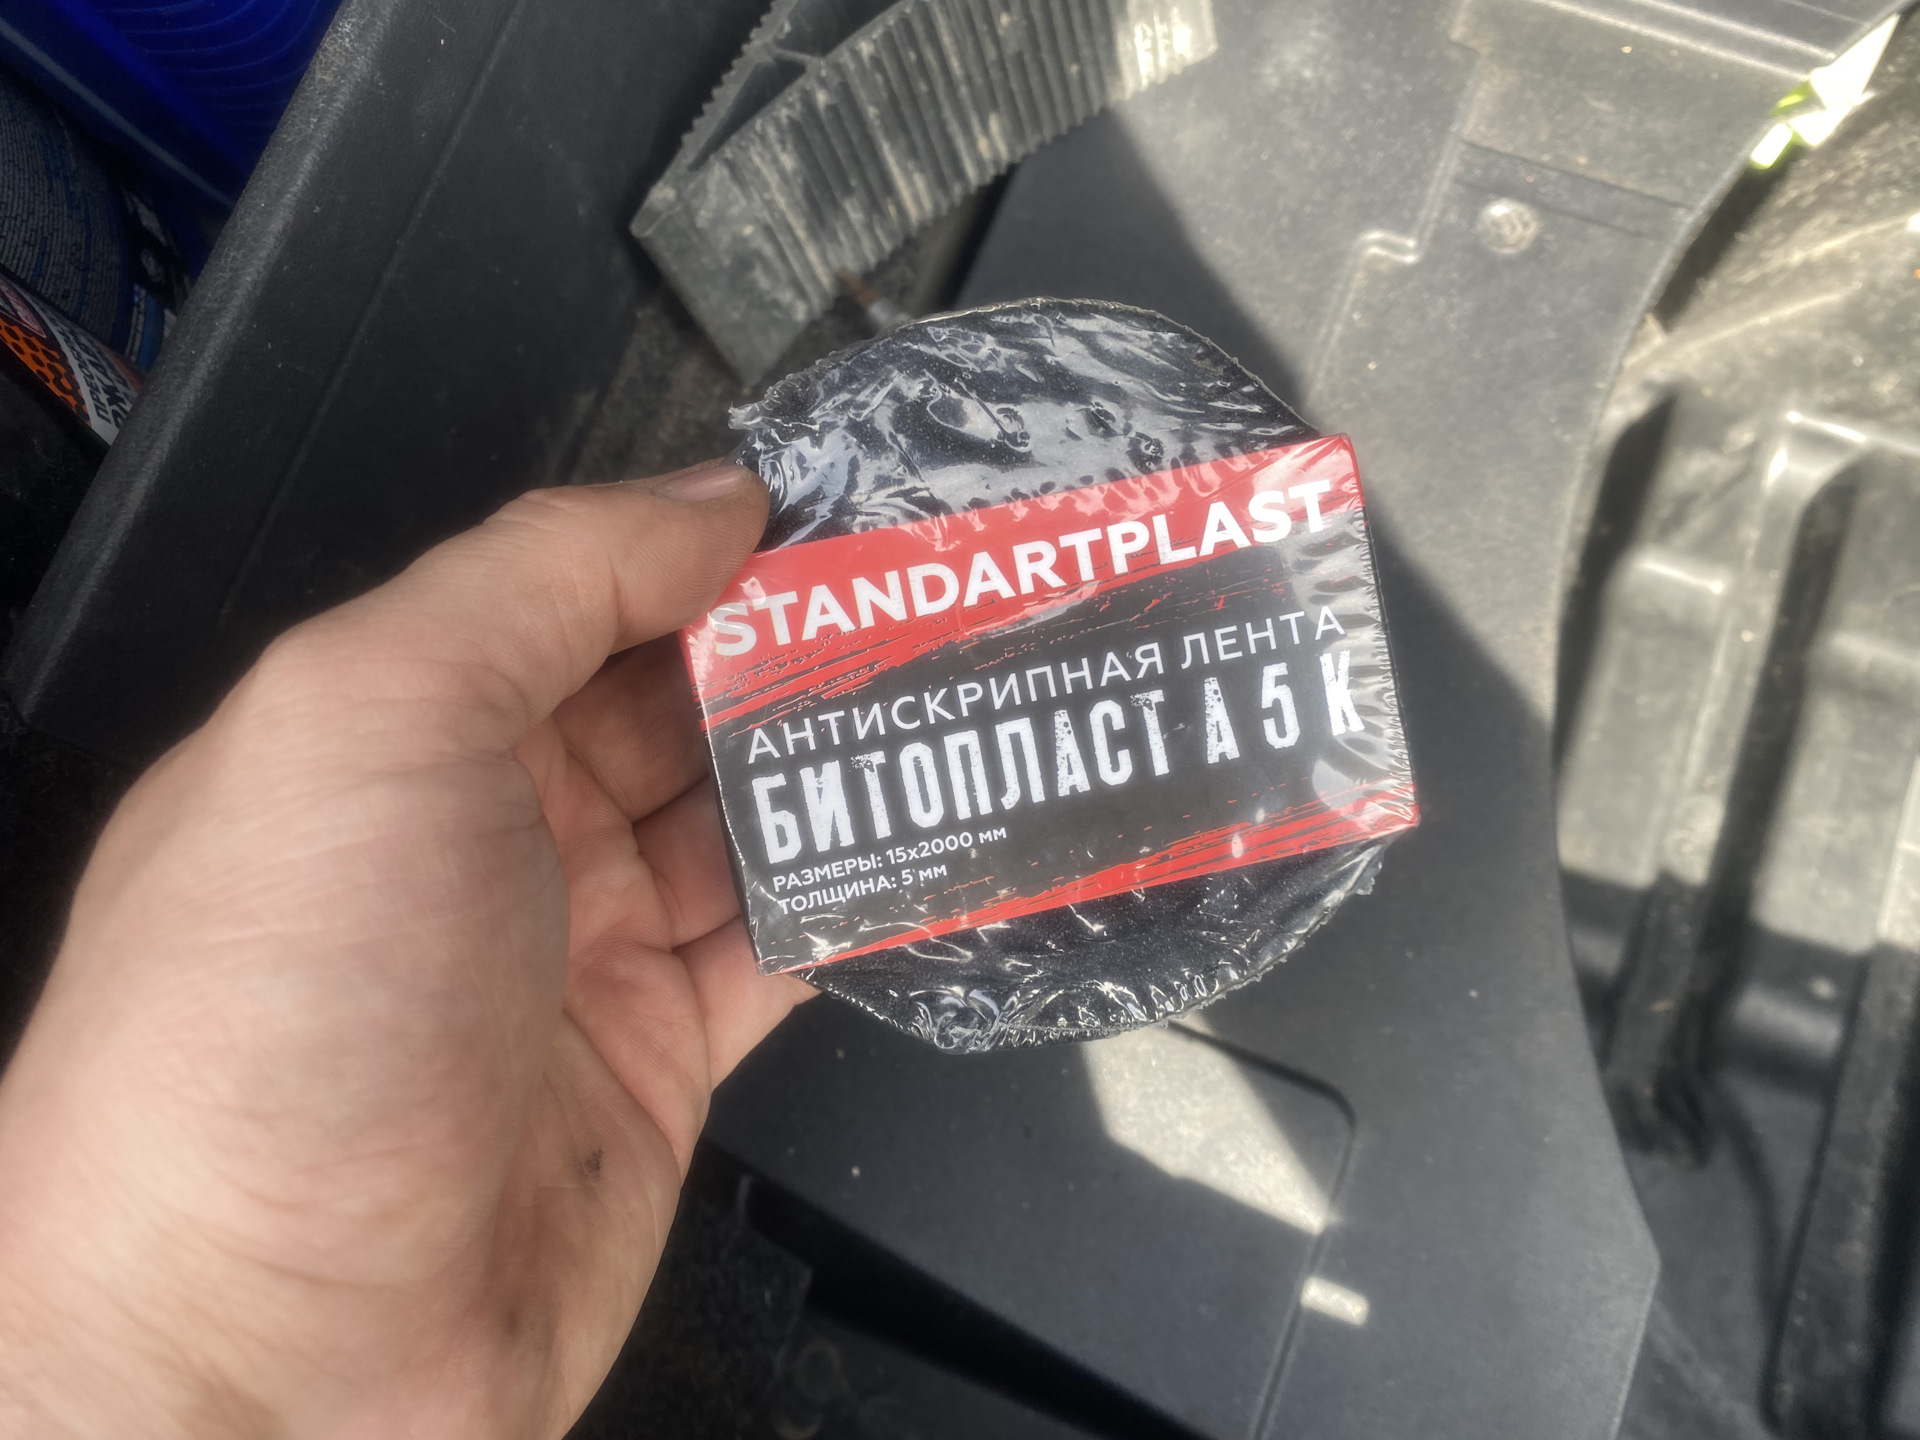 STANDARTPLAST
АНТИСКРИПНАЯ ЛЕНТА
БИТОПЛАСТ А 5 К
РАЗМЕРЫ: 15х2000 мм
ТОЛЩИНА: 5 мм